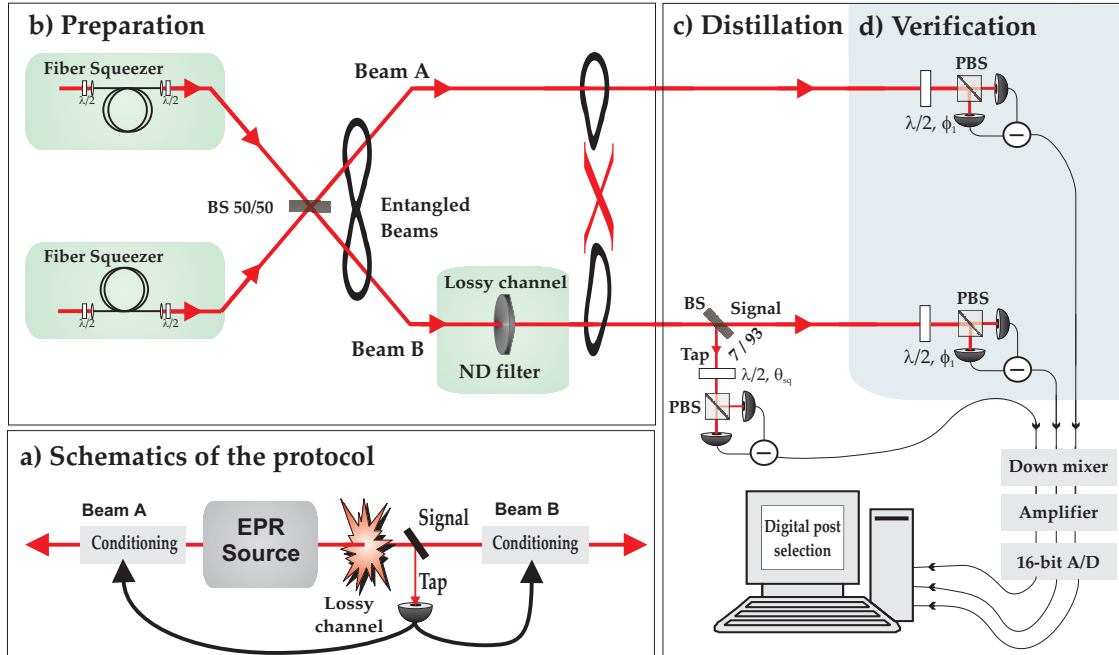 b) Preparation
Fiber Squeezer
λ/2
λ/2
Beam A
BS 50/50
Entangled
Beams
Fiber Squeezer
λ/2
λ/2
Beam B
Lossy channel
ND filter
c) Distillation
d) Verification
PBS
λ/2, ϕ₁
BS
Signal
7 / 93
Tap
λ/2, θsq
PBS
PBS
λ/2, ϕ₁
Down mixer
Amplifier
16-bit A/D
Digital post
selection
a) Schematics of the protocol
Beam A
Conditioning
EPR
Source
Lossy
channel
Signal
Tap
Beam B
Conditioning